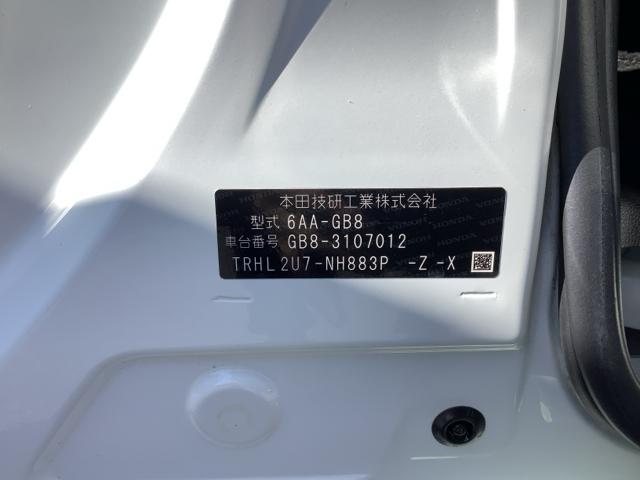 本田技研工業株式会社
型式 6AA-GB8
車台番号 GB8-3107012
TRHL 2U7-NH883P -Z -X